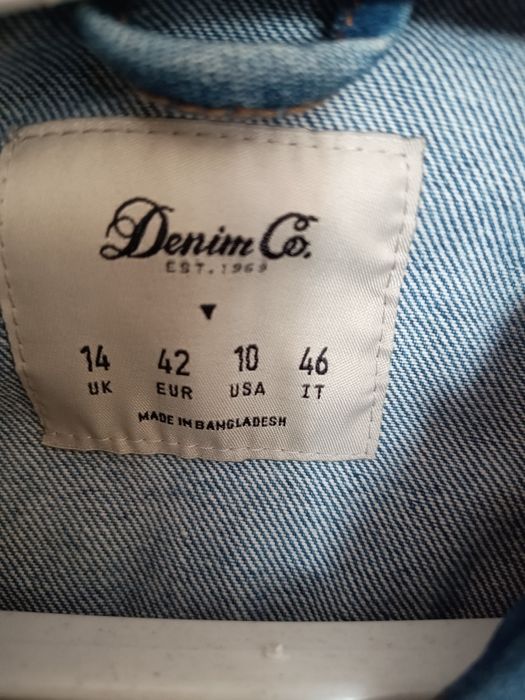 Denim Co.
EST. 1969
14 42 10 46
UK EUR USA IT
MADE IN BANGLADESH